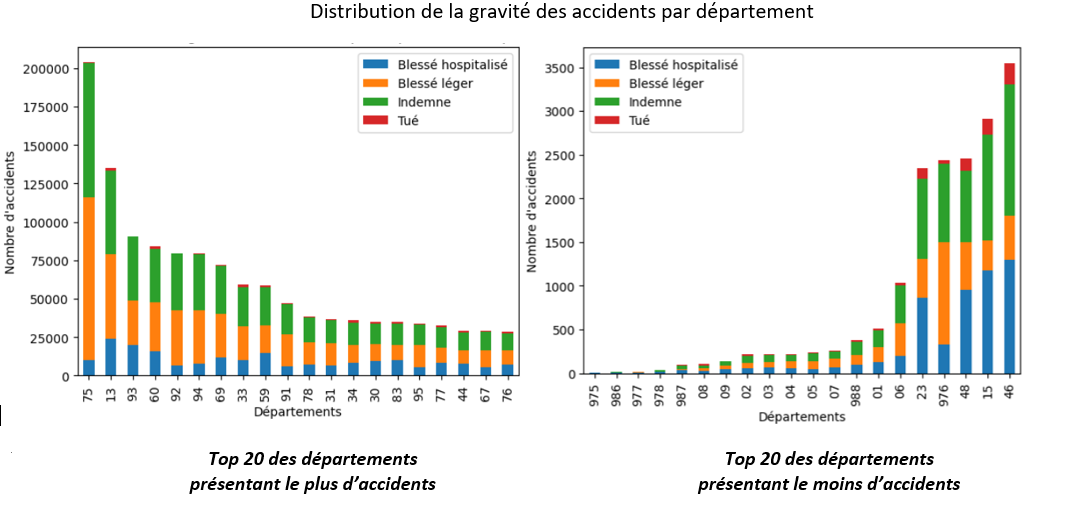 Distribution de la gravité des accidents par département
200000
175000
150000
125000
100000
75000
50000
25000
0
Nombre d'accidents
Blessé hospitalisé
Blessé léger
Indemne
Tué
75 13 93 60 92 94 69 33 59 91 78 31 34 30 83 95 77 44 67 76
Départements
Top 20 des départements
présentant le plus d’accidents
3500
3000
2500
2000
1500
1000
500
0
Nombre d'accidents
Blessé hospitalisé
Blessé léger
Indemne
Tué
975 986 977 978 987 08 09 02 03 04 05 07 988 01 06 23 976 48 15 46
Départements
Top 20 des départements
présentant le moins d’accidents